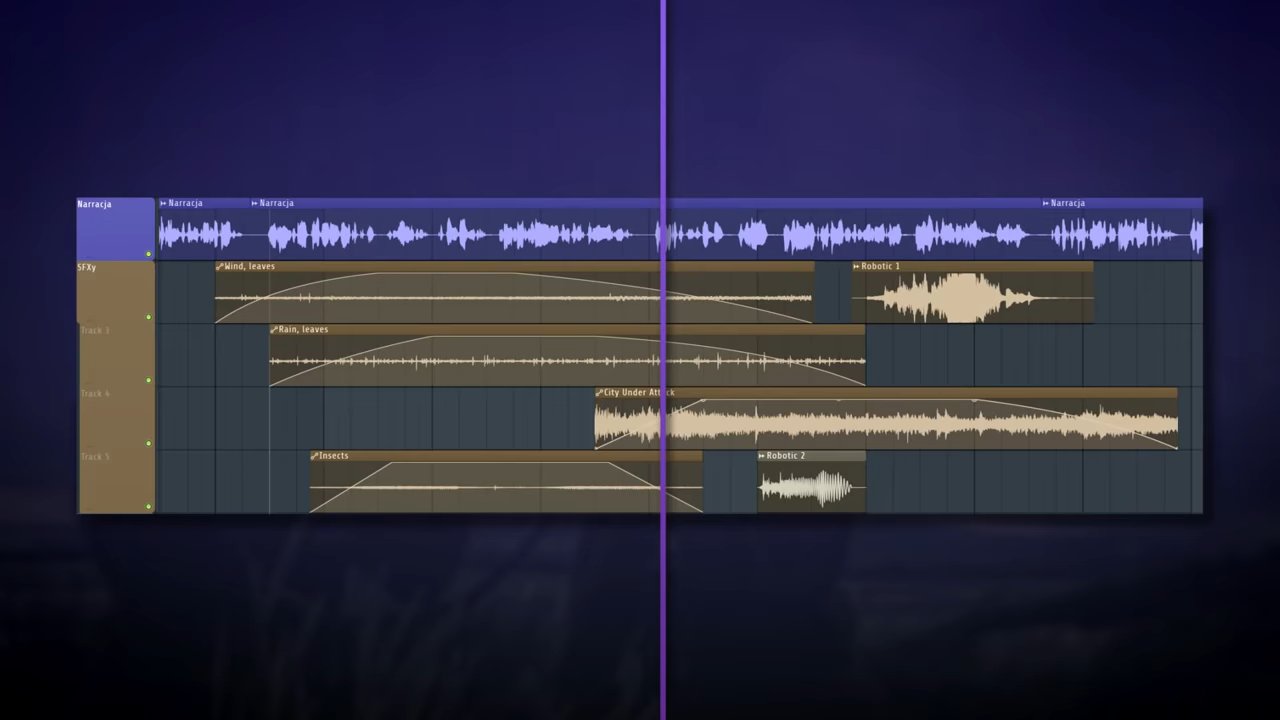 Narracja
Narracja
Narracja
Narracja
SFXy
Wind, leaves
Robotic 1
Track 3
Rain, leaves
Track 4
City Under Attack
Track 5
Insects
Robotic 2